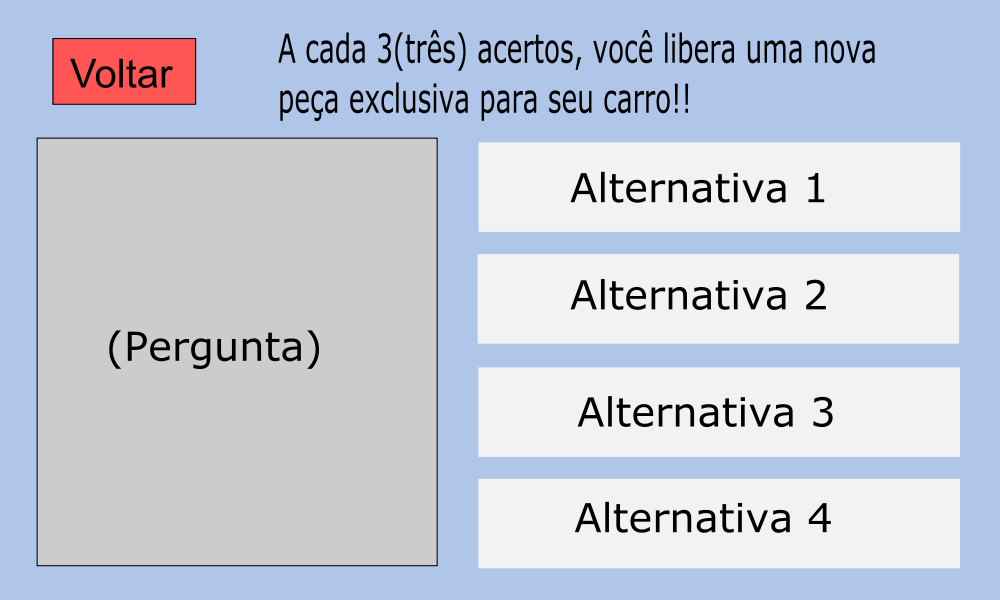 Voltar
A cada 3(três) acertos, você libera uma nova
peça exclusiva para seu carro!!
(Pergunta)
Alternativa 1
Alternativa 2
Alternativa 3
Alternativa 4